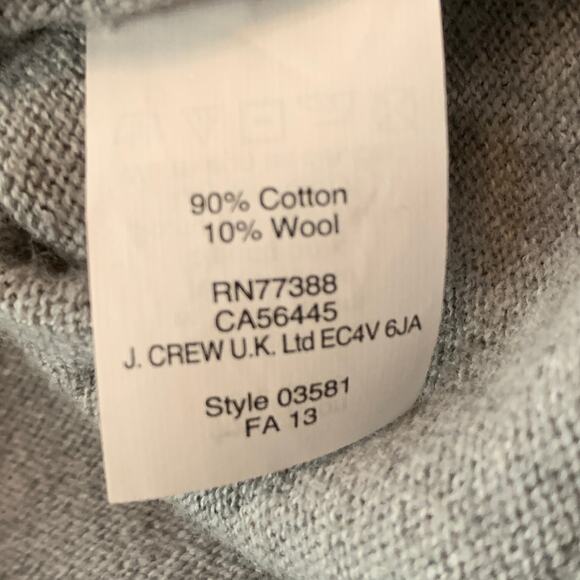 90% Cotton
10% Wool
RN77388
CA56445
J. CREW U.K. Ltd EC4V 6JA
Style 03581
FA 13